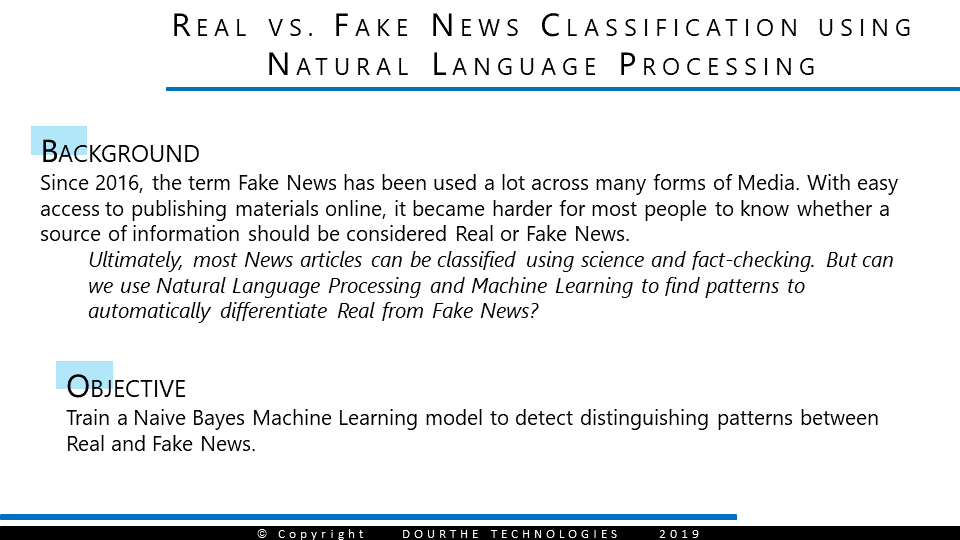 REAL VS. FAKE NEWS CLASSIFICATION USING
NATURAL LANGUAGE PROCESSING
BACKGROUND
Since 2016, the term Fake News has been used a lot across many forms of Media. With easy
access to publishing materials online, it became harder for most people to know whether a
source of information should be considered Real or Fake News.
Ultimately, most News articles can be classified using science and fact-checking. But can
we use Natural Language Processing and Machine Learning to find patterns to
automatically differentiate Real from Fake News?
OBJECTIVE
Train a Naive Bayes Machine Learning model to detect distinguishing patterns between
Real and Fake News.
© Copyright DOURTHE TECHNOLOGIES 2019